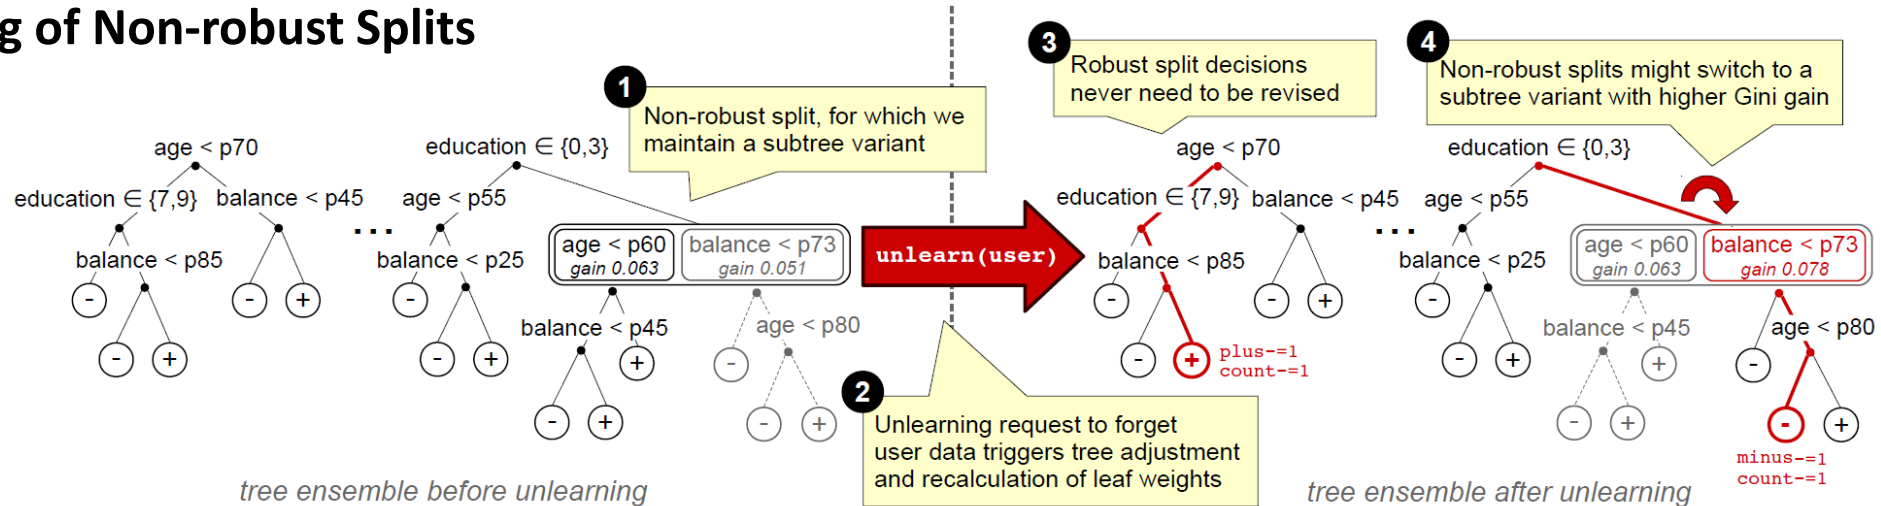 g of Non-robust Splits
1
Non-robust split, for which we
maintain a subtree variant
age < p70
education ∈ {7,9}
balance < p45
balance < p85
-
-
+
-
+
...
education ∈ {0,3}
age < p55
balance < p25
-
-
+
age < p60
gain 0.063
balance < p73
gain 0.051
balance < p45
+
-
+
age < p80
-
-
+
tree ensemble before unlearning
unlearn(user)
2
Unlearning request to forget
user data triggers tree adjustment
and recalculation of leaf weights
3
Robust split decisions
never need to be revised
age < p70
education ∈ {7,9}
balance < p45
balance < p85
-
-
+
-
+
plus-=1
count-=1
...
4
Non-robust splits might switch to a
subtree variant with higher Gini gain
education ∈ {0,3}
age < p55
balance < p25
-
-
+
age < p60
gain 0.063
balance < p73
gain 0.078
balance < p45
+
-
+
age < p80
-
-
+
minus-=1
count-=1
tree ensemble after unlearning